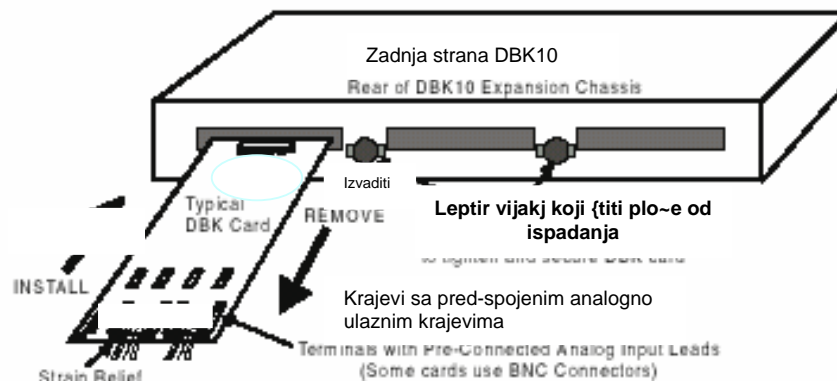 Zadnja strana DBK10
Rear of DBK10 Expansion Chassis
Izvaditi
Typical
DBK Card
REMOVE
Leptir vijakj koji {titi plo~e od
ispadanja
to tighten and secure DBK card
INSTALL
Krajevi sa pred-spojenim analogno
ulaznim krajevima
Terminals with Pre-Connected Analog Input Leads
(Some cards use BNC Connectors)
Strain Relief